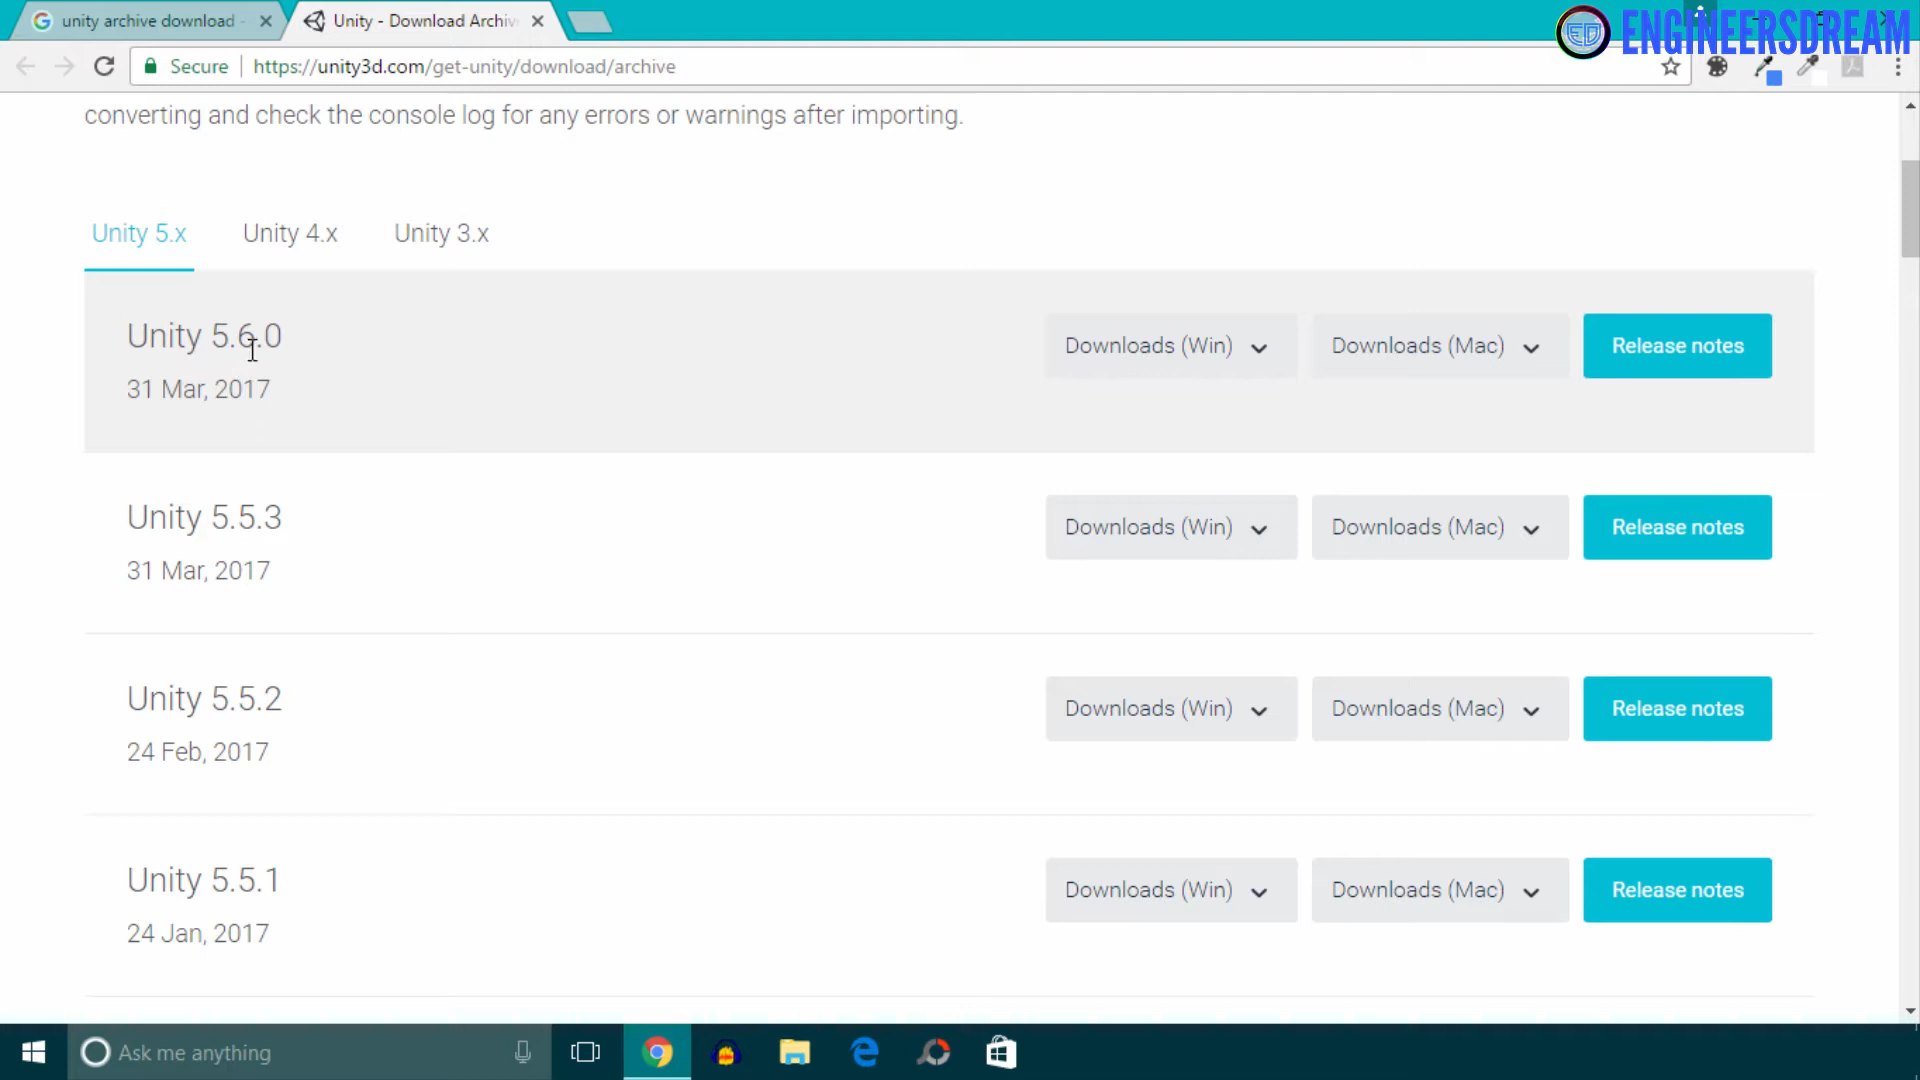 unity archive download -
Unity - Download Archiv
ENGINEERSDREAM
ED
Secure
https://unity3d.com/get-unity/download/archive
converting and check the console log for any errors or warnings after importing.
Unity 5.x
Unity 4.x
Unity 3.x
Unity 5.6.0
31 Mar, 2017
Downloads (Win)
Downloads (Mac)
Release notes
Unity 5.5.3
31 Mar, 2017
Downloads (Win)
Downloads (Mac)
Release notes
Unity 5.5.2
24 Feb, 2017
Downloads (Win)
Downloads (Mac)
Release notes
Unity 5.5.1
24 Jan, 2017
Downloads (Win)
Downloads (Mac)
Release notes
Ask me anything